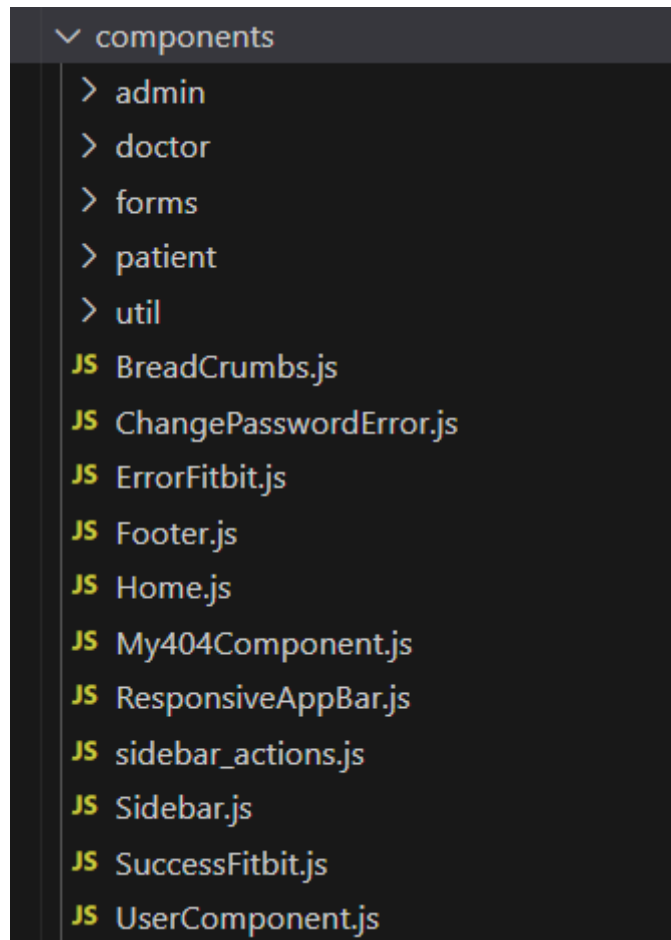 components
admin
doctor
forms
patient
util
JS BreadCrumbs.js
JS ChangePasswordError.js
JS ErrorFitbit.js
JS Footer.js
JS Home.js
JS My404Component.js
JS ResponsiveAppBar.js
JS sidebar_actions.js
JS Sidebar.js
JS SuccessFitbit.js
JS UserComponent.js